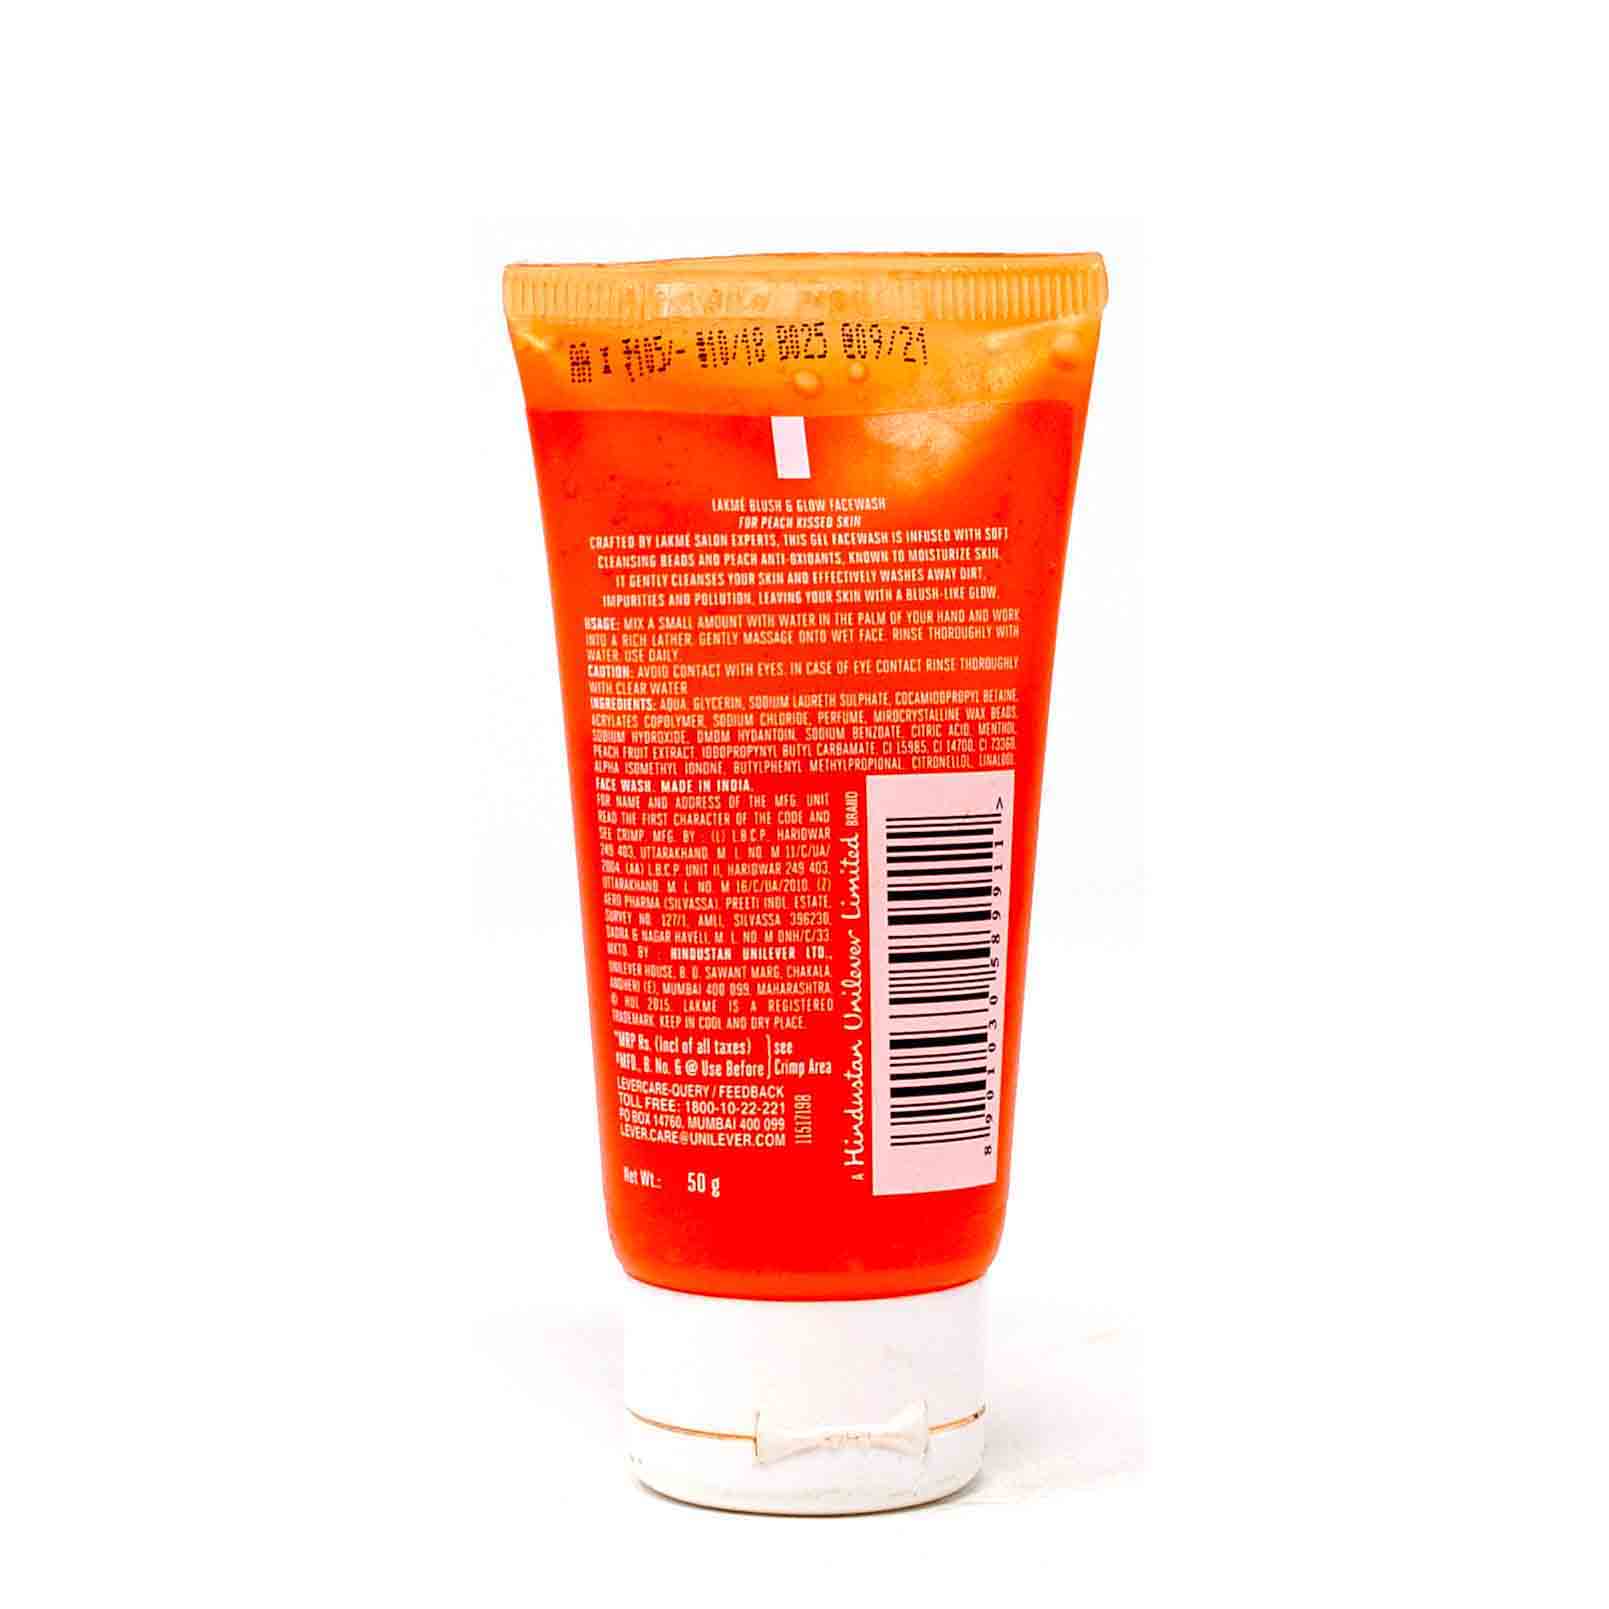 105/- 10/18 B025 @09/21
LAKMÉ BLUSH & GLOW FACEWASH
FOR PEACH KISSED SKIN
CRAFTED BY LAKMÉ SALON EXPERTS, THIS GEL FACEWASH IS INFUSED WITH SOFT
CLEANSING BEADS AND PEACH ANTI-OXIDANTS, KNOWN TO MOISTURIZE SKIN.
IT GENTLY CLEANSES YOUR SKIN AND EFFECTIVELY WASHES AWAY DIRT,
IMPURITIES AND POLLUTION, LEAVING YOUR SKIN WITH A BLUSH-LIKE GLOW.
USAGE: MIX A SMALL AMOUNT WITH WATER IN THE PALM OF YOUR HAND AND WORK
INTO A RICH LATHER. GENTLY MASSAGE ONTO WET FACE. RINSE THOROUGHLY WITH
WATER. USE DAILY.
CAUTION: AVOID CONTACT WITH EYES. IN CASE OF EYE CONTACT RINSE THOROUGHLY
WITH CLEAR WATER
INGREDIENTS: AQUA, GLYCERIN, SODIUM LAURETH SULPHATE, COCAMIDOPROPYL BETAINE,
ACRYLATES COPOLYMER, SODIUM CHLORIDE, PERFUME, MIROCRYSTALLINE WAX BEADS,
SODIUM HYDROXIDE, DMDM HYDANTOIN, SODIUM BENZOATE, CITRIC ACID, MENTHOL,
PEACH FRUIT EXTRACT, IODOPROPYNYL BUTYL CARBAMATE, CI 15985, CI 14700, CI 73360,
ALPHA ISOMETHYL IONONE, BUTYLPHENYL METHYLPROPIONAL, CITRONELLOL, LINALOOL
FACE WASH. MADE IN INDIA.
FOR NAME AND ADDRESS OF THE MFG. UNIT
READ THE FIRST CHARACTER OF THE CODE AND
SEE CRIMP. MFG. BY : (L) L.B.C.P. HARIDWAR
249 403, UTTARAKHAND. M. L. NO. M 11/C/UA/
2004. (AA) L.B.C.P. UNIT II, HARIDWAR 249 403,
UTTARAKHAND. M. L. NO. M 16/C/UA/2010. (Z)
AERO PHARMA (SILVASSA), PREETI INDL. ESTATE,
SURVEY NO. 127/1, AMLI, SILVASSA 396230,
DADRA & NAGAR HAVELI, M. L. NO. M DNH/C/33
MKTD. BY : HINDUSTAN UNILEVER LTD.,
UNILEVER HOUSE, B. D. SAWANT MARG, CHAKALA,
ANDHERI (E), MUMBAI 400 099, MAHARASHTRA.
© HUL 2015. LAKME IS A REGISTERED
TRADEMARK. KEEP IN COOL AND DRY PLACE.
*MRP Rs. (Incl of all taxes)
MFD., B. No. & @ Use Before
see
Crimp Area
LEVERCARE-QUERY / FEEDBACK
TOLL FREE: 1800-10-22-221
PO BOX 14760, MUMBAI 400 099
LEVER.CARE@UNILEVER.COM
11517198
Net Wt.: 50 g
A Hindustan Unilever Limited BRAND
8 901030 589911 >